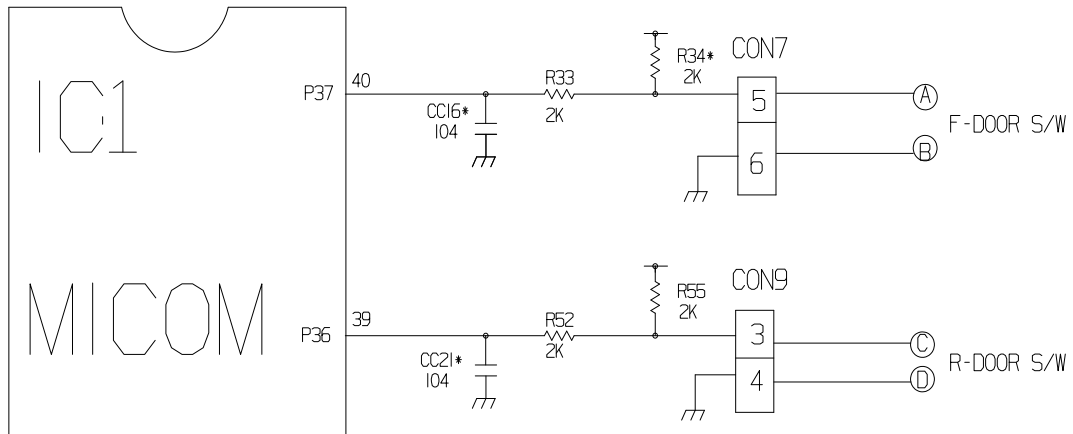 IC1
MICOM
P37
40
CC16*
104
R33
2K
R34*
2K
CON7
5
6
A
B
F-DOOR S/W
P36
39
CC21*
104
R52
2K
R55
2K
CON9
3
4
C
D
R-DOOR S/W